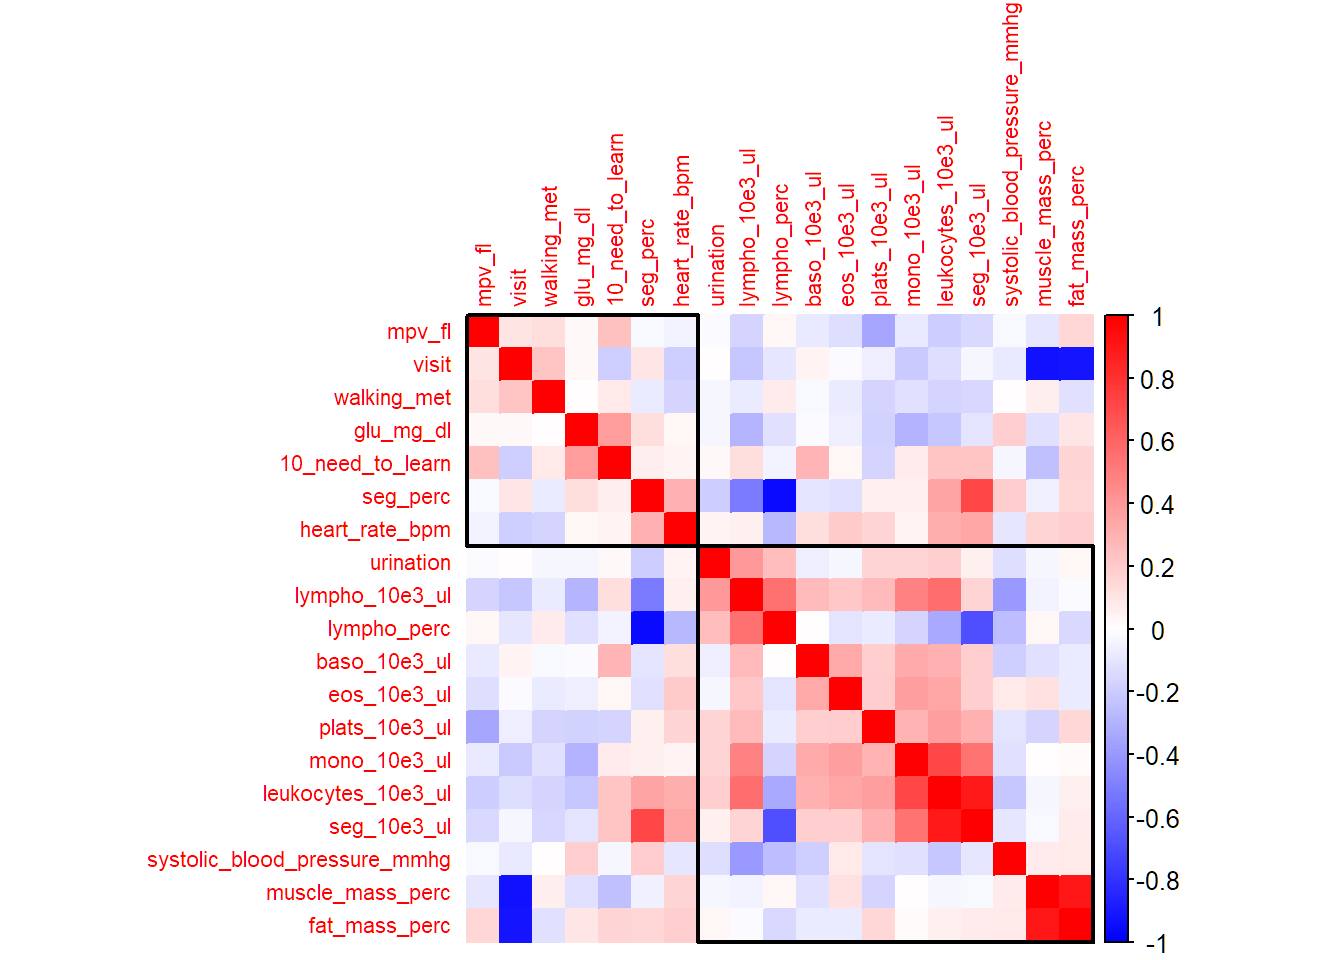 mpv_fl
visit
walking_met
glu_mg_dl
10_need_to_learn
seg_perc
heart_rate_bpm
urination
lympho_10e3_ul
lympho_perc
baso_10e3_ul
eos_10e3_ul
plats_10e3_ul
mono_10e3_ul
leukocytes_10e3_ul
seg_10e3_ul
systolic_blood_pressure_mmhg
muscle_mass_perc
fat_mass_perc
mpv_fl
visit
walking_met
glu_mg_dl
10_need_to_learn
seg_perc
heart_rate_bpm
urination
lympho_10e3_ul
lympho_perc
baso_10e3_ul
eos_10e3_ul
plats_10e3_ul
mono_10e3_ul
leukocytes_10e3_ul
seg_10e3_ul
systolic_blood_pressure_mmhg
muscle_mass_perc
fat_mass_perc
1
0.8
0.6
0.4
0.2
0
-0.2
-0.4
-0.6
-0.8
-1